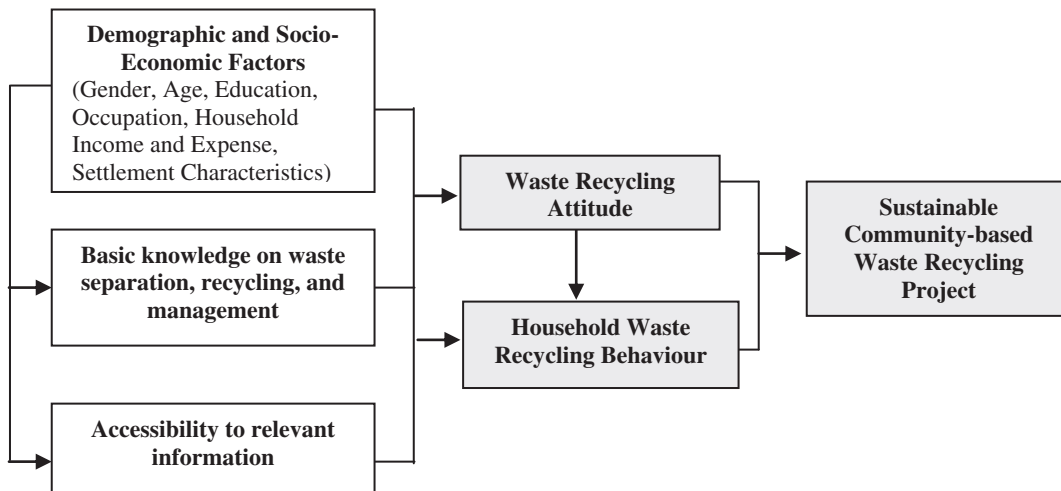 Demographic and Socio-
Economic Factors
(Gender, Age, Education,
Occupation, Household
Income and Expense,
Settlement Characteristics)
Basic knowledge on waste
separation, recycling, and
management
Accessibility to relevant
information
Waste Recycling
Attitude
Household Waste
Recycling Behaviour
Sustainable
Community-based
Waste Recycling
Project